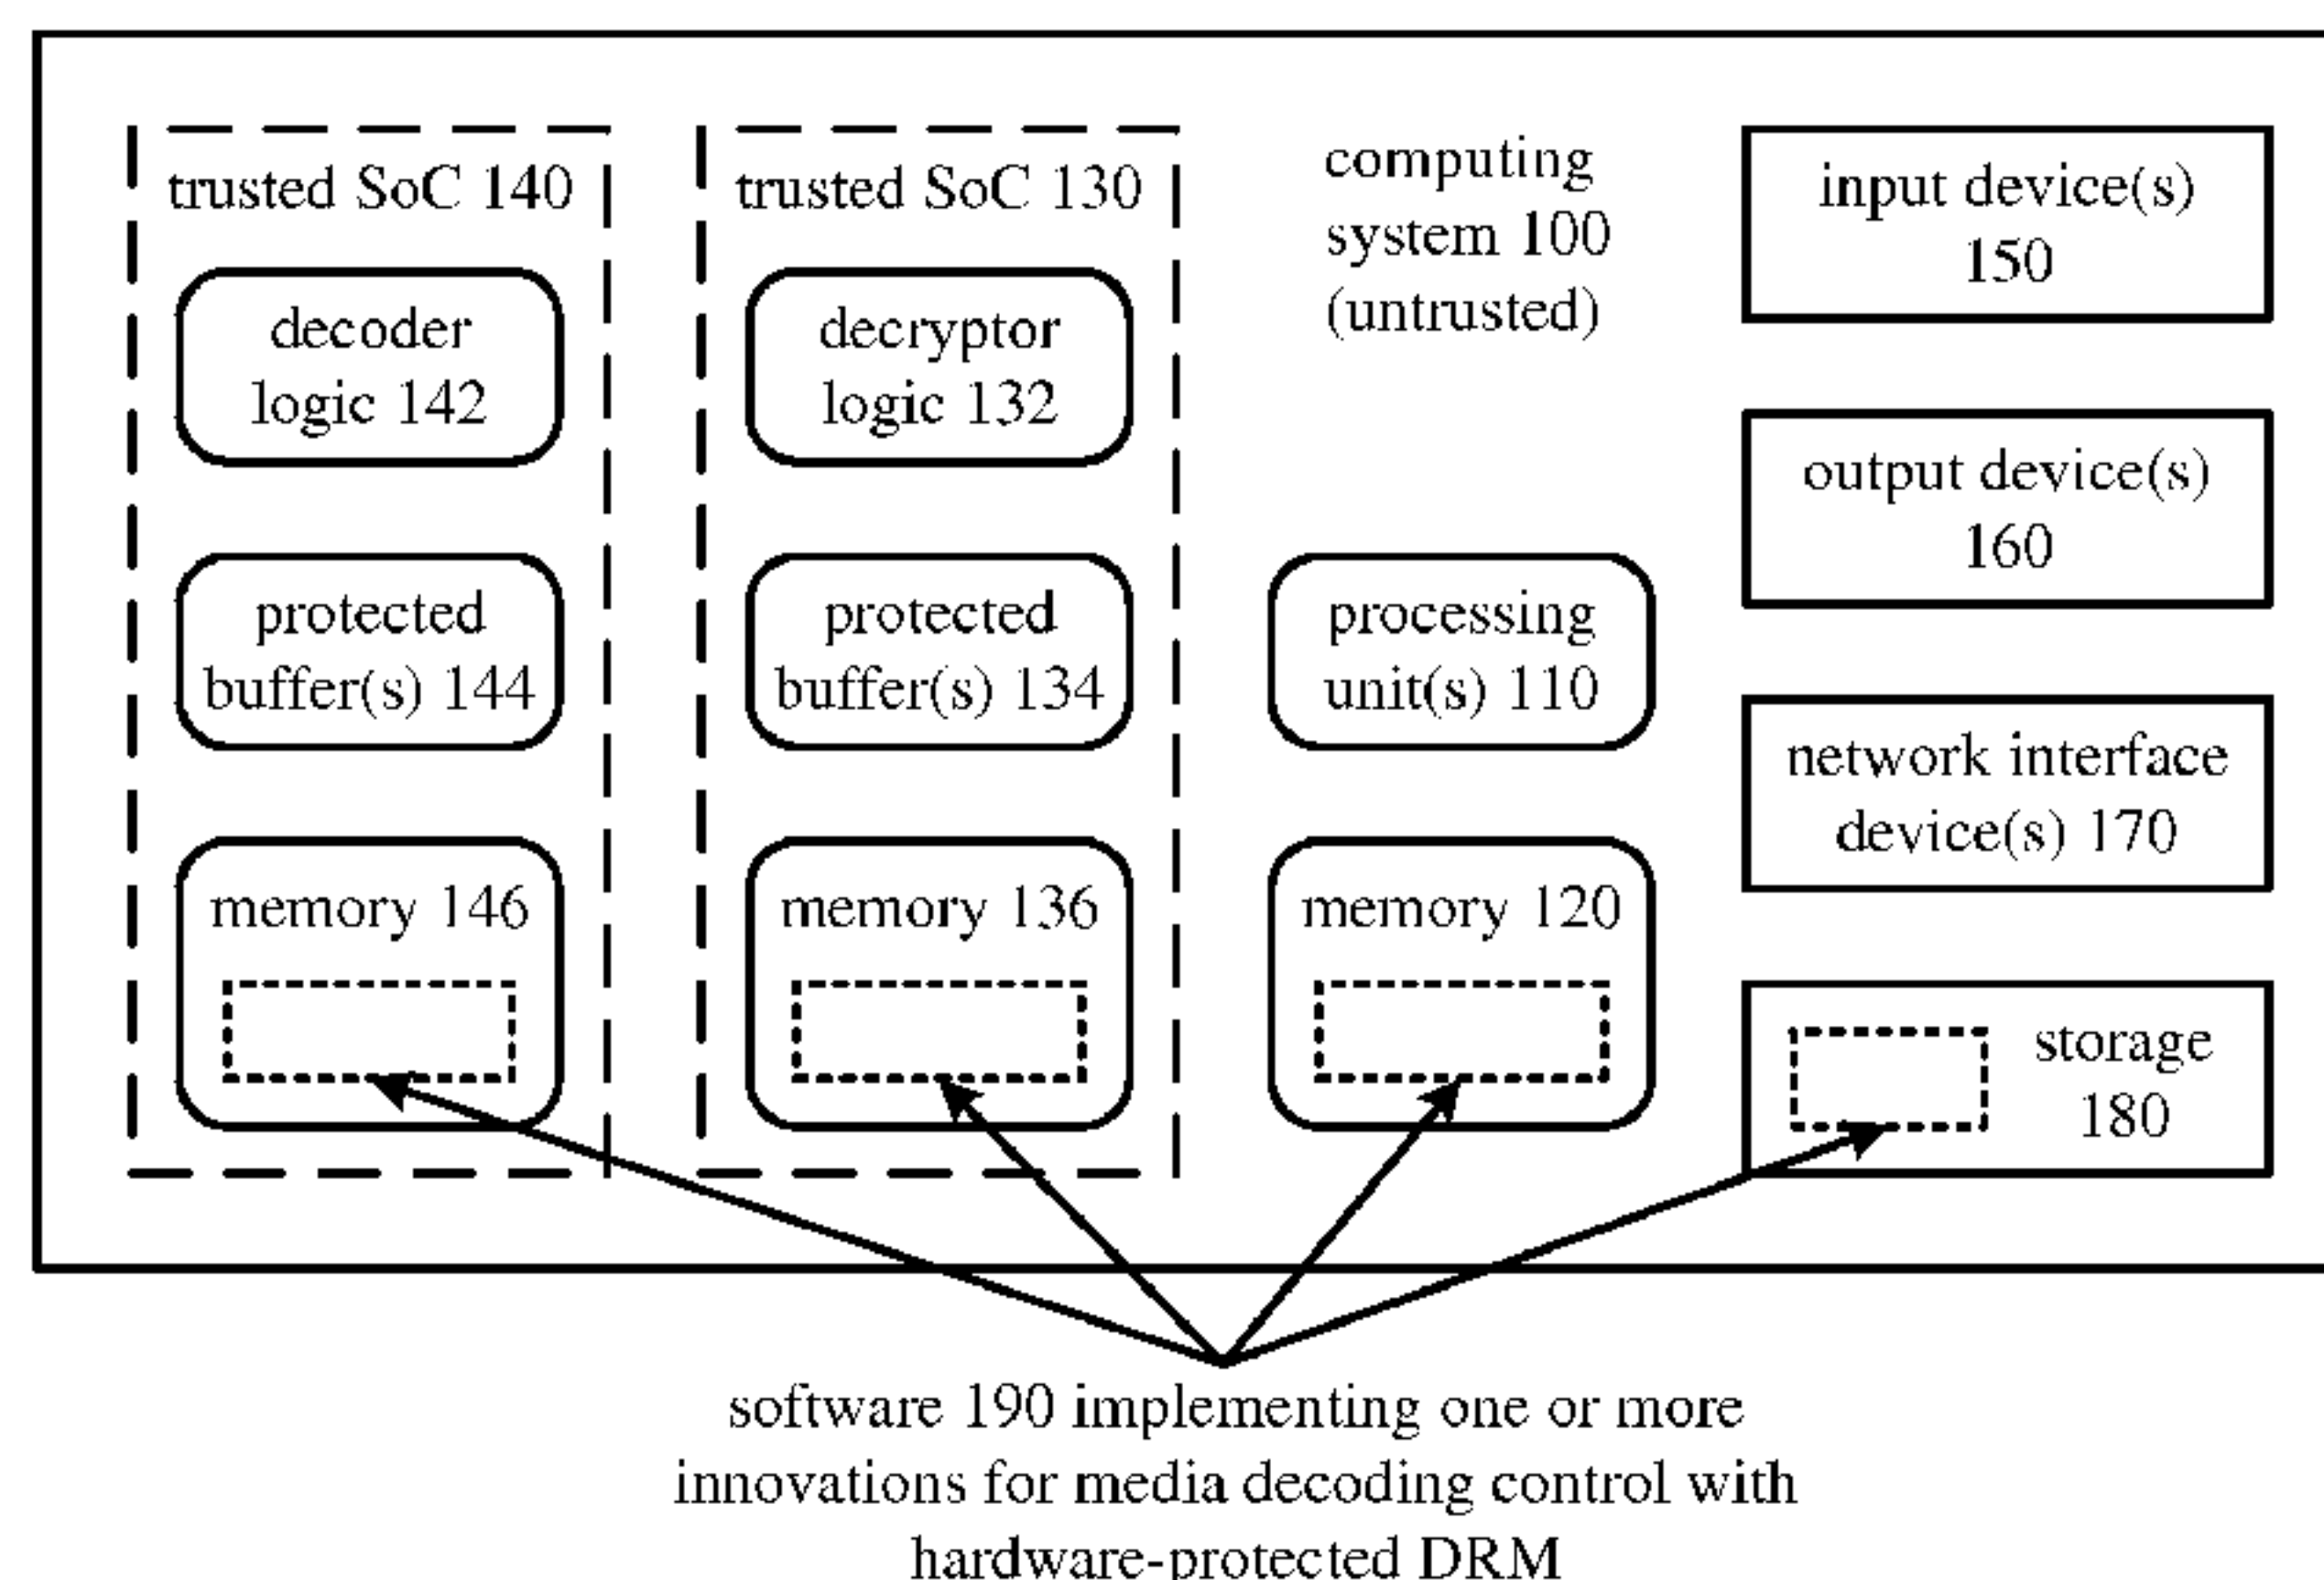 trusted SoC 140
decoder
logic 142
protected
buffer(s) 144
memory 146
trusted SoC 130
decryptor
logic 132
protected
buffer(s) 134
memory 136
computing
system 100
(untrusted)
processing
unit(s) 110
memory 120
input device(s)
150
output device(s)
160
network interface
device(s) 170
storage
180
software 190 implementing one or more
innovations for media decoding control with
hardware-protected DRM